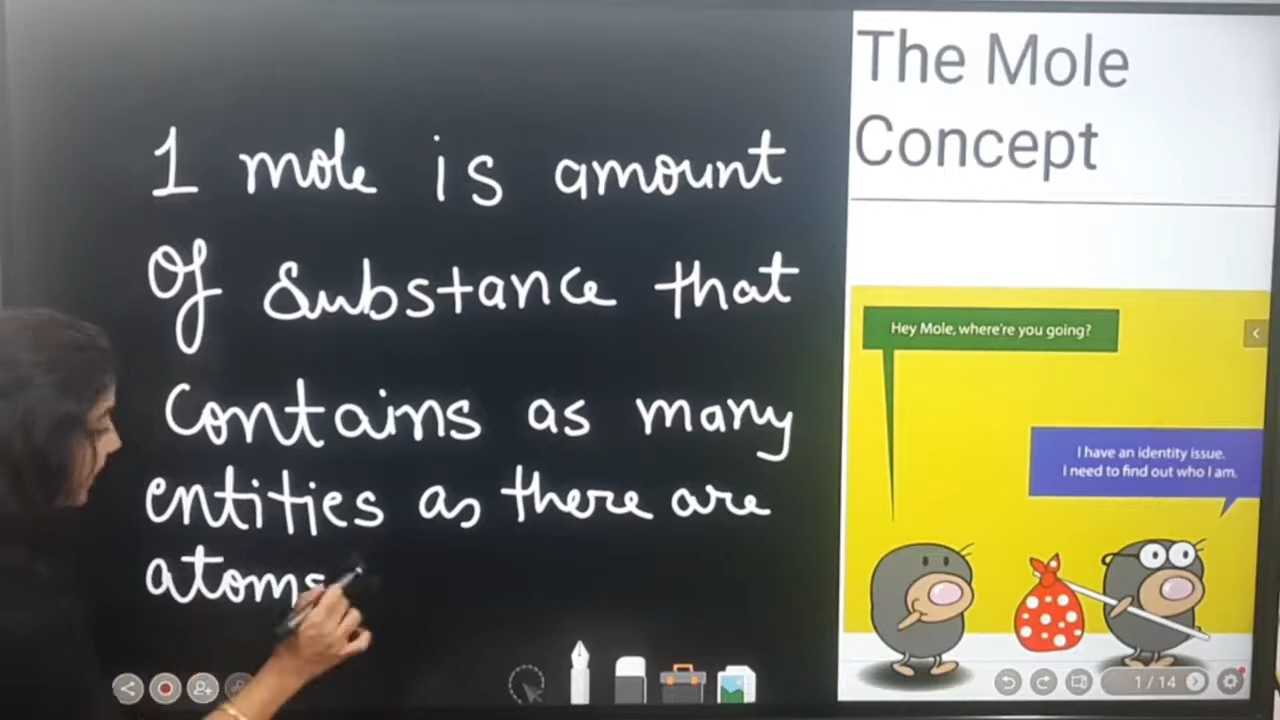 1 mole is amount
of substance that
contains as many
entities as there are
atoms
The Mole
Concept
Hey Mole, where're you going?
I have an identity issue.
I need to find out who I am.
1 / 14